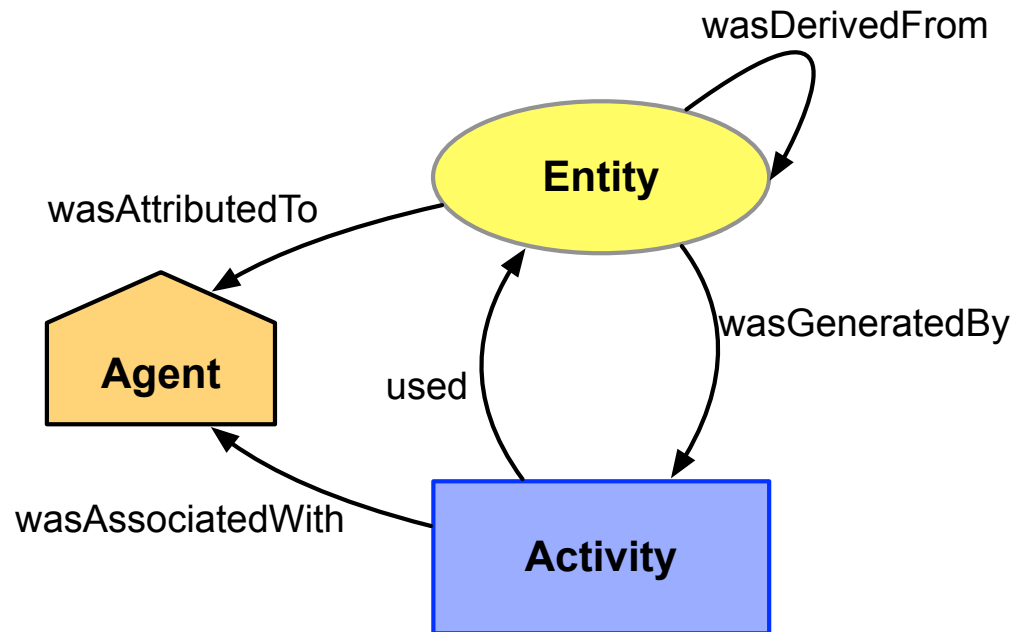 wasDerivedFrom
Entity
wasAttributedTo
wasGeneratedBy
Agent
used
wasAssociatedWith
Activity